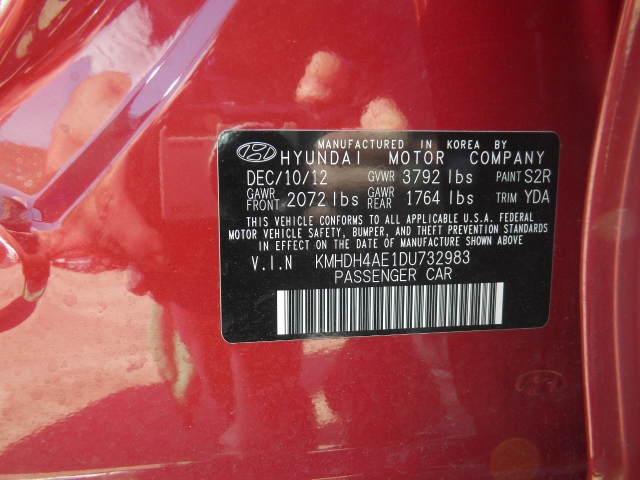 MANUFACTURED IN KOREA BY
HYUNDAI MOTOR COMPANY
DEC/10/12 GVWR 3792 lbs PAINT S2R
GAWR FRONT 2072 lbs GAWR REAR 1764 lbs TRIM YDA
THIS VEHICLE CONFORMS TO ALL APPLICABLE U.S.A. FEDERAL
MOTOR VEHICLE SAFETY, BUMPER, AND THEFT PREVENTION STANDARDS
IN EFFECT ON THE DATE OF MANUFACTURE SHOWN ABOVE
V.I.N KMHDH4AE1DU732983
PASSENGER CAR